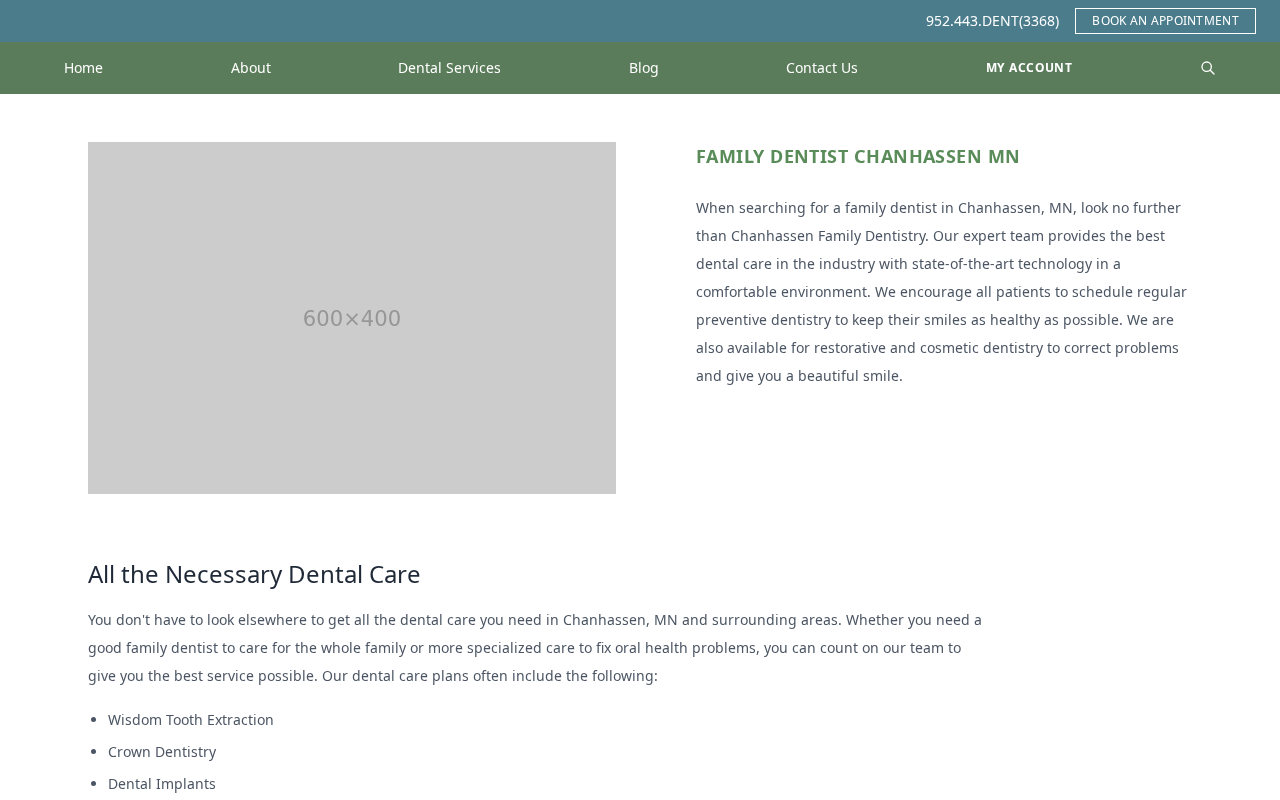 952.443.DENT(3368)
BOOK AN APPOINTMENT
Home
About
Dental Services
Blog
Contact Us
MY ACCOUNT
600×400
FAMILY DENTIST CHANHASSEN MN
When searching for a family dentist in Chanhassen, MN, look no further
than Chanhassen Family Dentistry. Our expert team provides the best
dental care in the industry with state-of-the-art technology in a
comfortable environment. We encourage all patients to schedule regular
preventive dentistry to keep their smiles as healthy as possible. We are
also available for restorative and cosmetic dentistry to correct problems
and give you a beautiful smile.
All the Necessary Dental Care
You don't have to look elsewhere to get all the dental care you need in Chanhassen, MN and surrounding areas. Whether you need a
good family dentist to care for the whole family or more specialized care to fix oral health problems, you can count on our team to
give you the best service possible. Our dental care plans often include the following:
• Wisdom Tooth Extraction
• Crown Dentistry
• Dental Implants